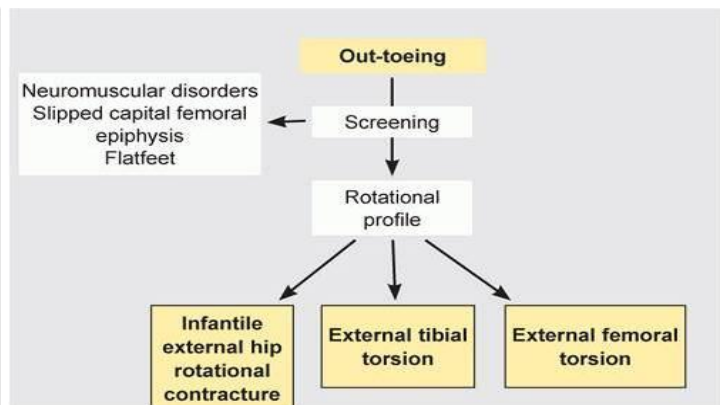 Out-toeing
Neuromuscular disorders
Slipped capital femoral
epiphysis
Flatfeet
Screening
Rotational
profile
Infantile
external hip
rotational
contracture
External tibial
torsion
External femoral
torsion